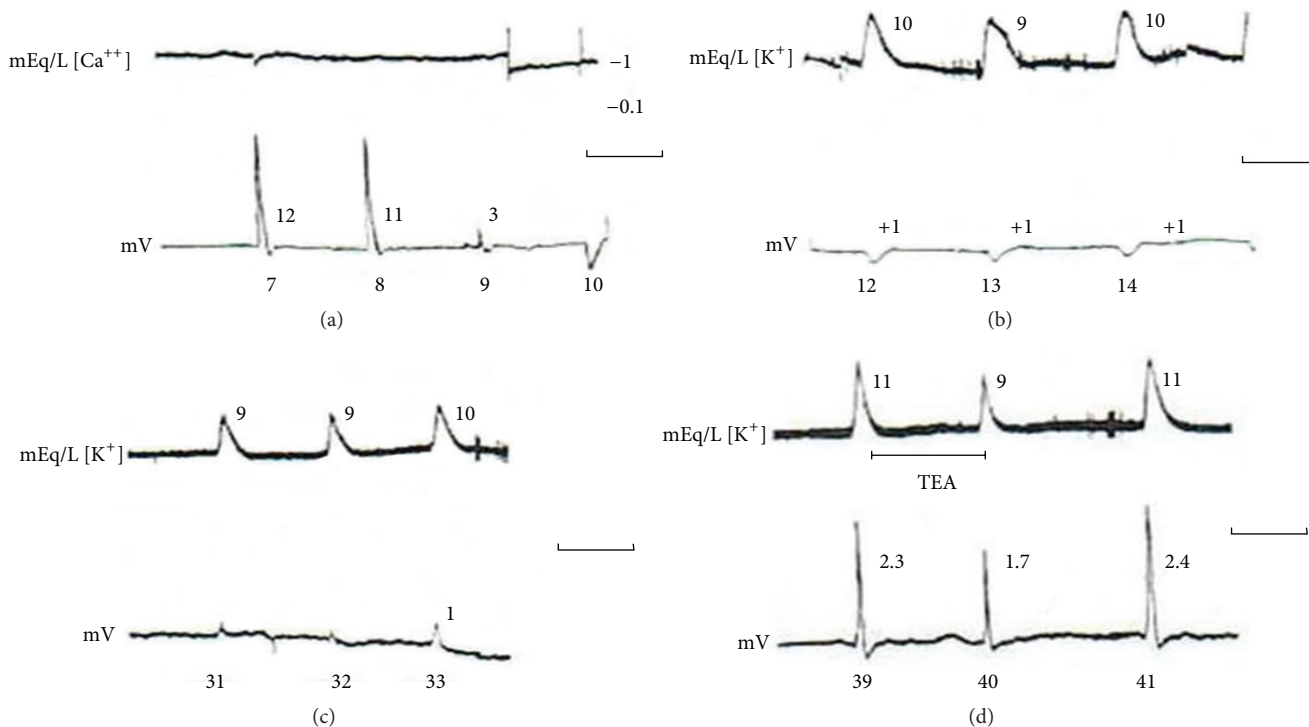 mEq/L [Ca++]
−1
−0.1
mV
12
11
3
7
8
9
10
(a)
10
9
10
mEq/L [K+]
mV
+1
+1
+1
12
13
14
(b)
9
9
10
mEq/L [K+]
mV
1
31
32
33
(c)
11
9
11
mEq/L [K+]
TEA
2.3
1.7
2.4
mV
39
40
41
(d)